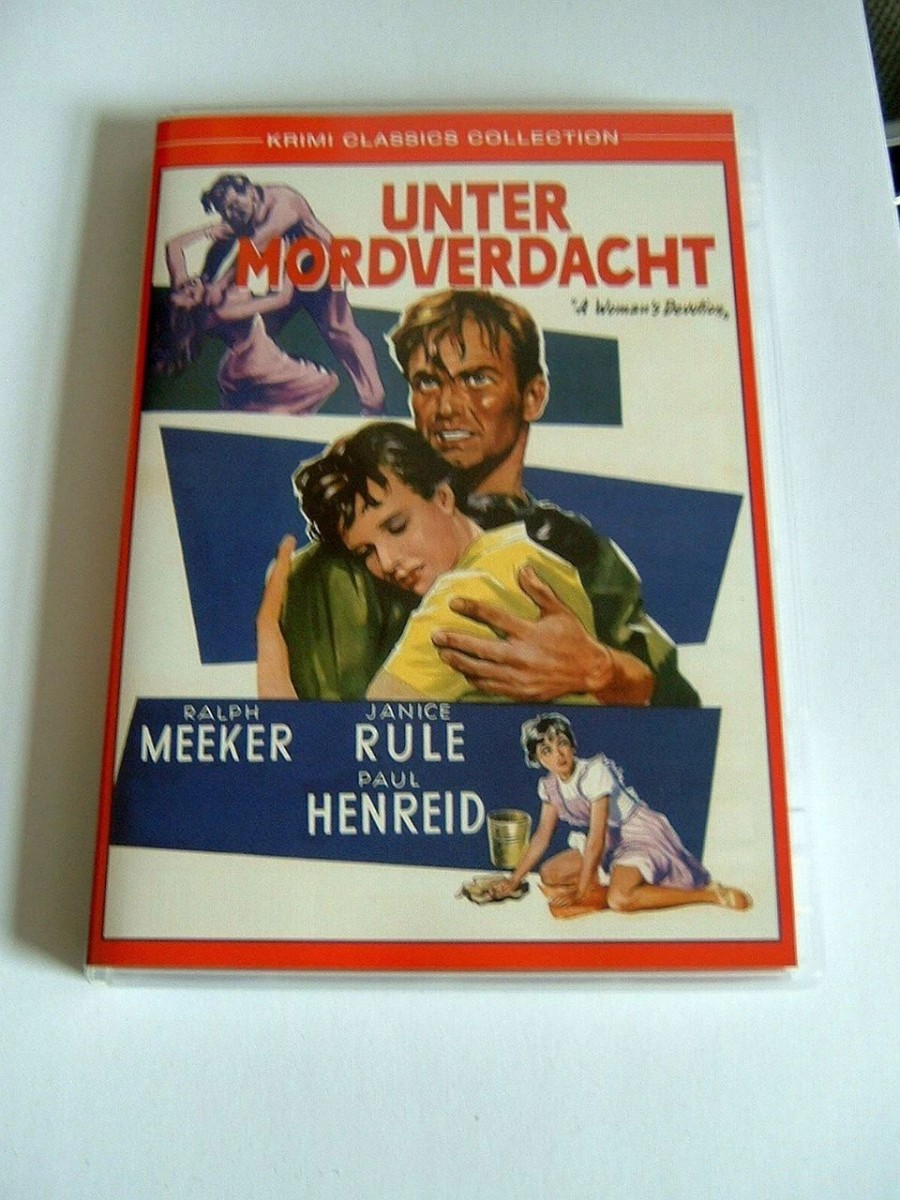 KRIMI CLASSICS COLLECTION
UNTER
MORDVERDACHT
"A Woman's Devotion„
RALPH
MEEKER
JANICE
RULE
PAUL
HENREID